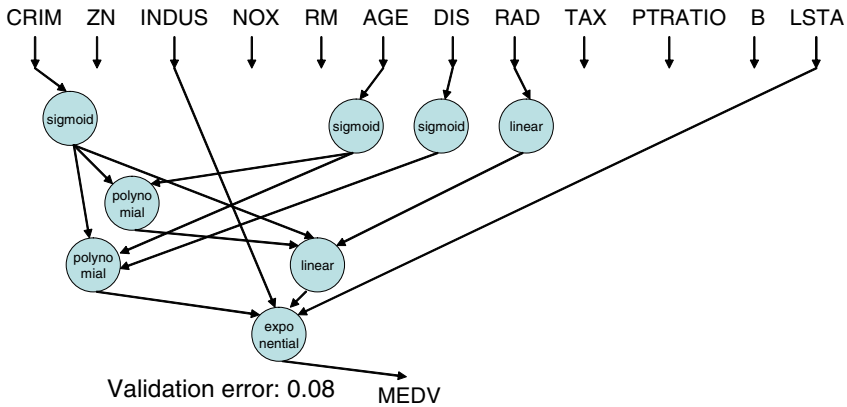 CRIM ZN INDUS NOX RM AGE DIS RAD TAX PTRATIO B LSTA
sigmoid
sigmoid
sigmoid
linear
polyno
mial
polyno
mial
linear
expo
nential
Validation error: 0.08
MEDV